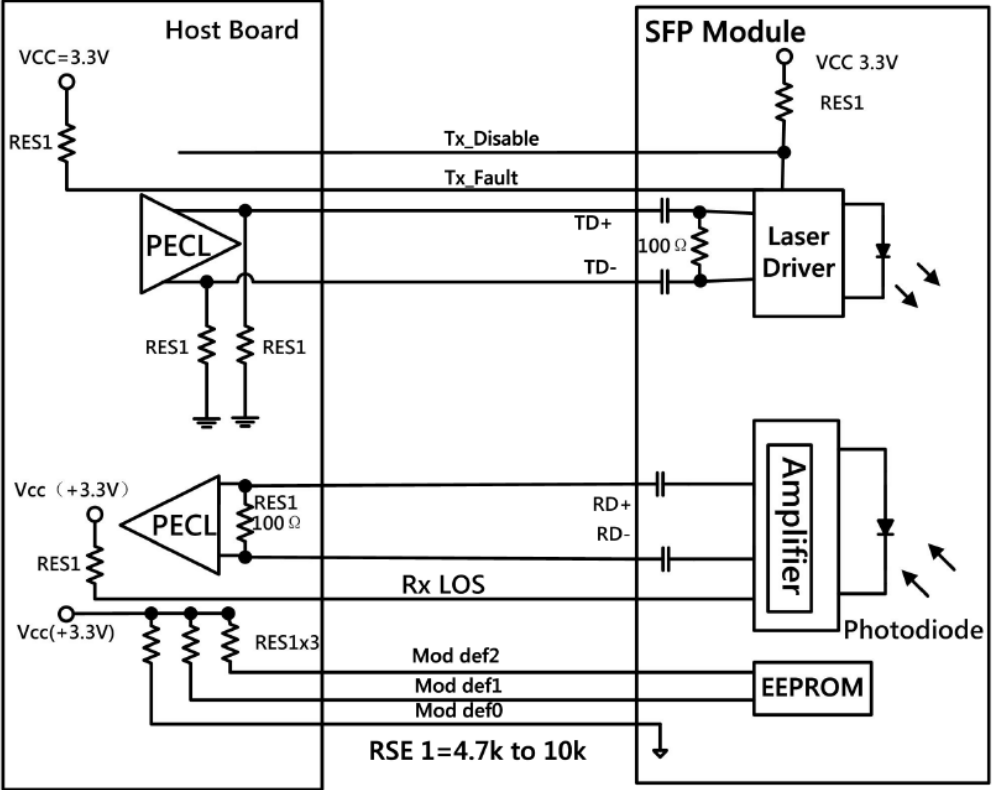 Host Board
SFP Module
VCC=3.3V
VCC 3.3V
RES1
RES1
Tx_Disable
Tx_Fault
PECL
TD+
100Ω
TD-
Laser
Driver
RES1
RES1
Vcc（+3.3V）
PECL
RES1
100Ω
RD+
RD-
Amplifier
RES1
Rx LOS
Vcc(+3.3V)
RES1x3
Photodiode
Mod def2
Mod def1
Mod def0
EEPROM
RSE 1=4.7k to 10k